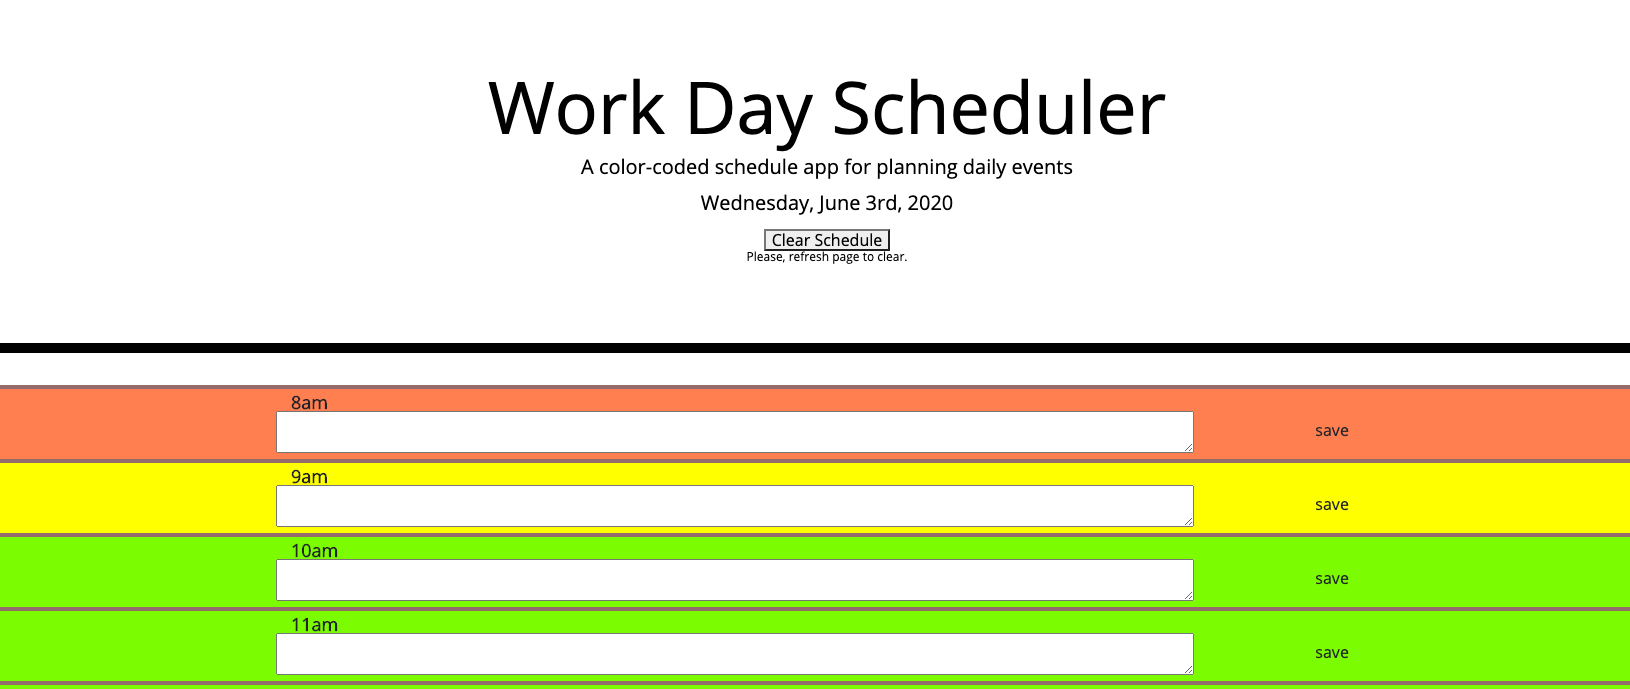 Work Day Scheduler
A color-coded schedule app for planning daily events
Wednesday, June 3rd, 2020
Clear Schedule
Please, refresh page to clear.
8am
save
9am
save
10am
save
11am
save